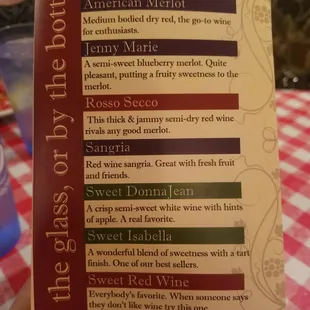 the glass, or by the bott
American Merlot
Medium bodied dry red, the go-to wine
for enthusiasts.
Jenny Marie
A semi-sweet blueberry merlot. Quite
pleasant, putting a fruity sweetness to the
merlot.
Rosso Secco
This thick & jammy semi-dry red wine
rivals any good merlot.
Sangria
Red wine sangria. Great with fresh fruit
and friends.
Sweet DonnaJean
A crisp semi-sweet white wine with hints
of apple. A real favorite.
Sweet Isabella
A wonderful blend of sweetness with a tart
finish. One of our best sellers.
Sweet Red Wine
Everybody's favorite. When someone says
they don't like wine try this one